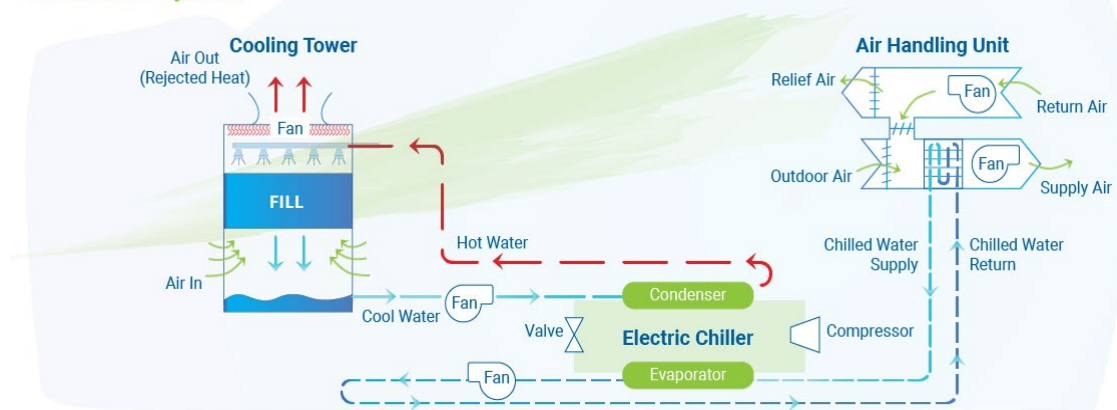 Cooling Tower
Air Out
(Rejected Heat)
Fan
FILL
Air In
Cool Water
Fan
Hot Water
Condenser
Valve
Electric Chiller
Compressor
Evaporator
Fan
Air Handling Unit
Relief Air
Fan
Return Air
Outdoor Air
Fan
Supply Air
Chilled Water
Supply
Chilled Water
Return